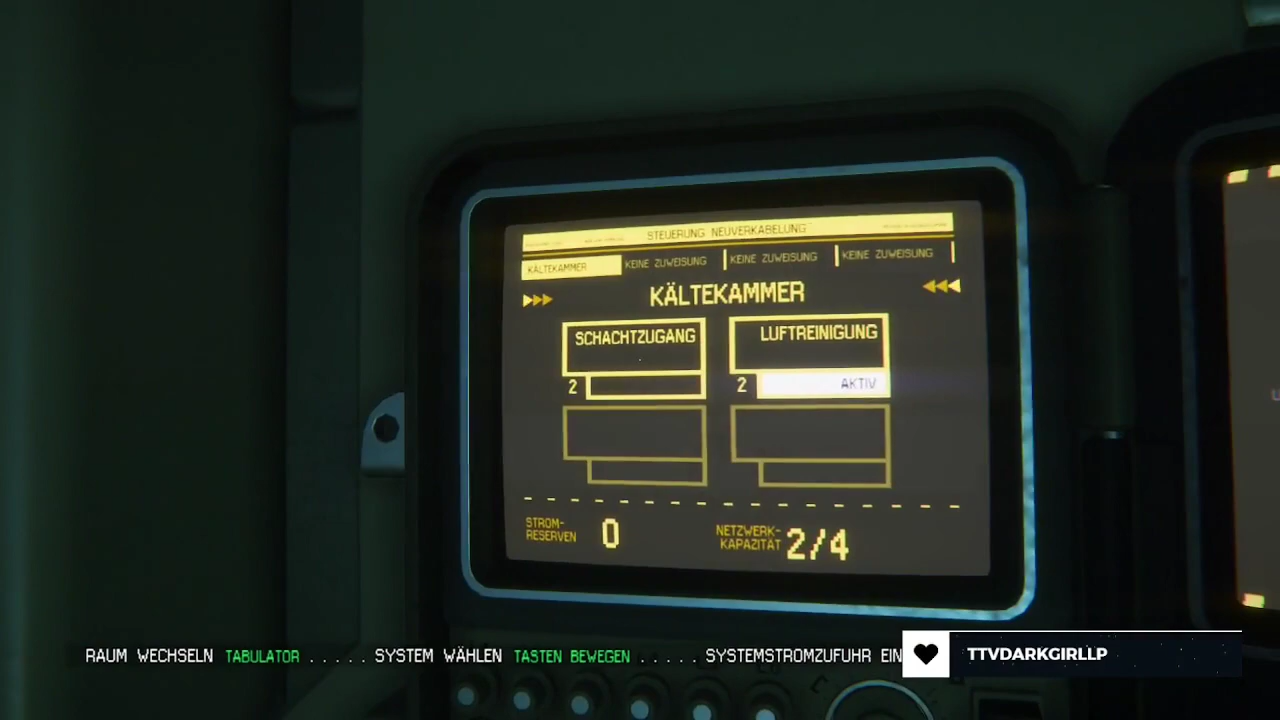 STEUERUNG NEUVERKABELUNG
KÄLTEKAMMER KEINE ZUWEISUNG KEINE ZUWEISUNG KEINE ZUWEISUNG
KÄLTEKAMMER
SCHACHTZUGANG LUFTREINIGUNG
2 2 AKTIV
STROM-
RESERVEN 0
NETZWERK-
KAPAZITÄT 2/4
RAUM WECHSELN TABULATOR . . . . . SYSTEM WÄHLEN TASTEN BEWEGEN . . . . . SYSTEMSTROMZUFUHR EIN
TTVDARKGIRLLP